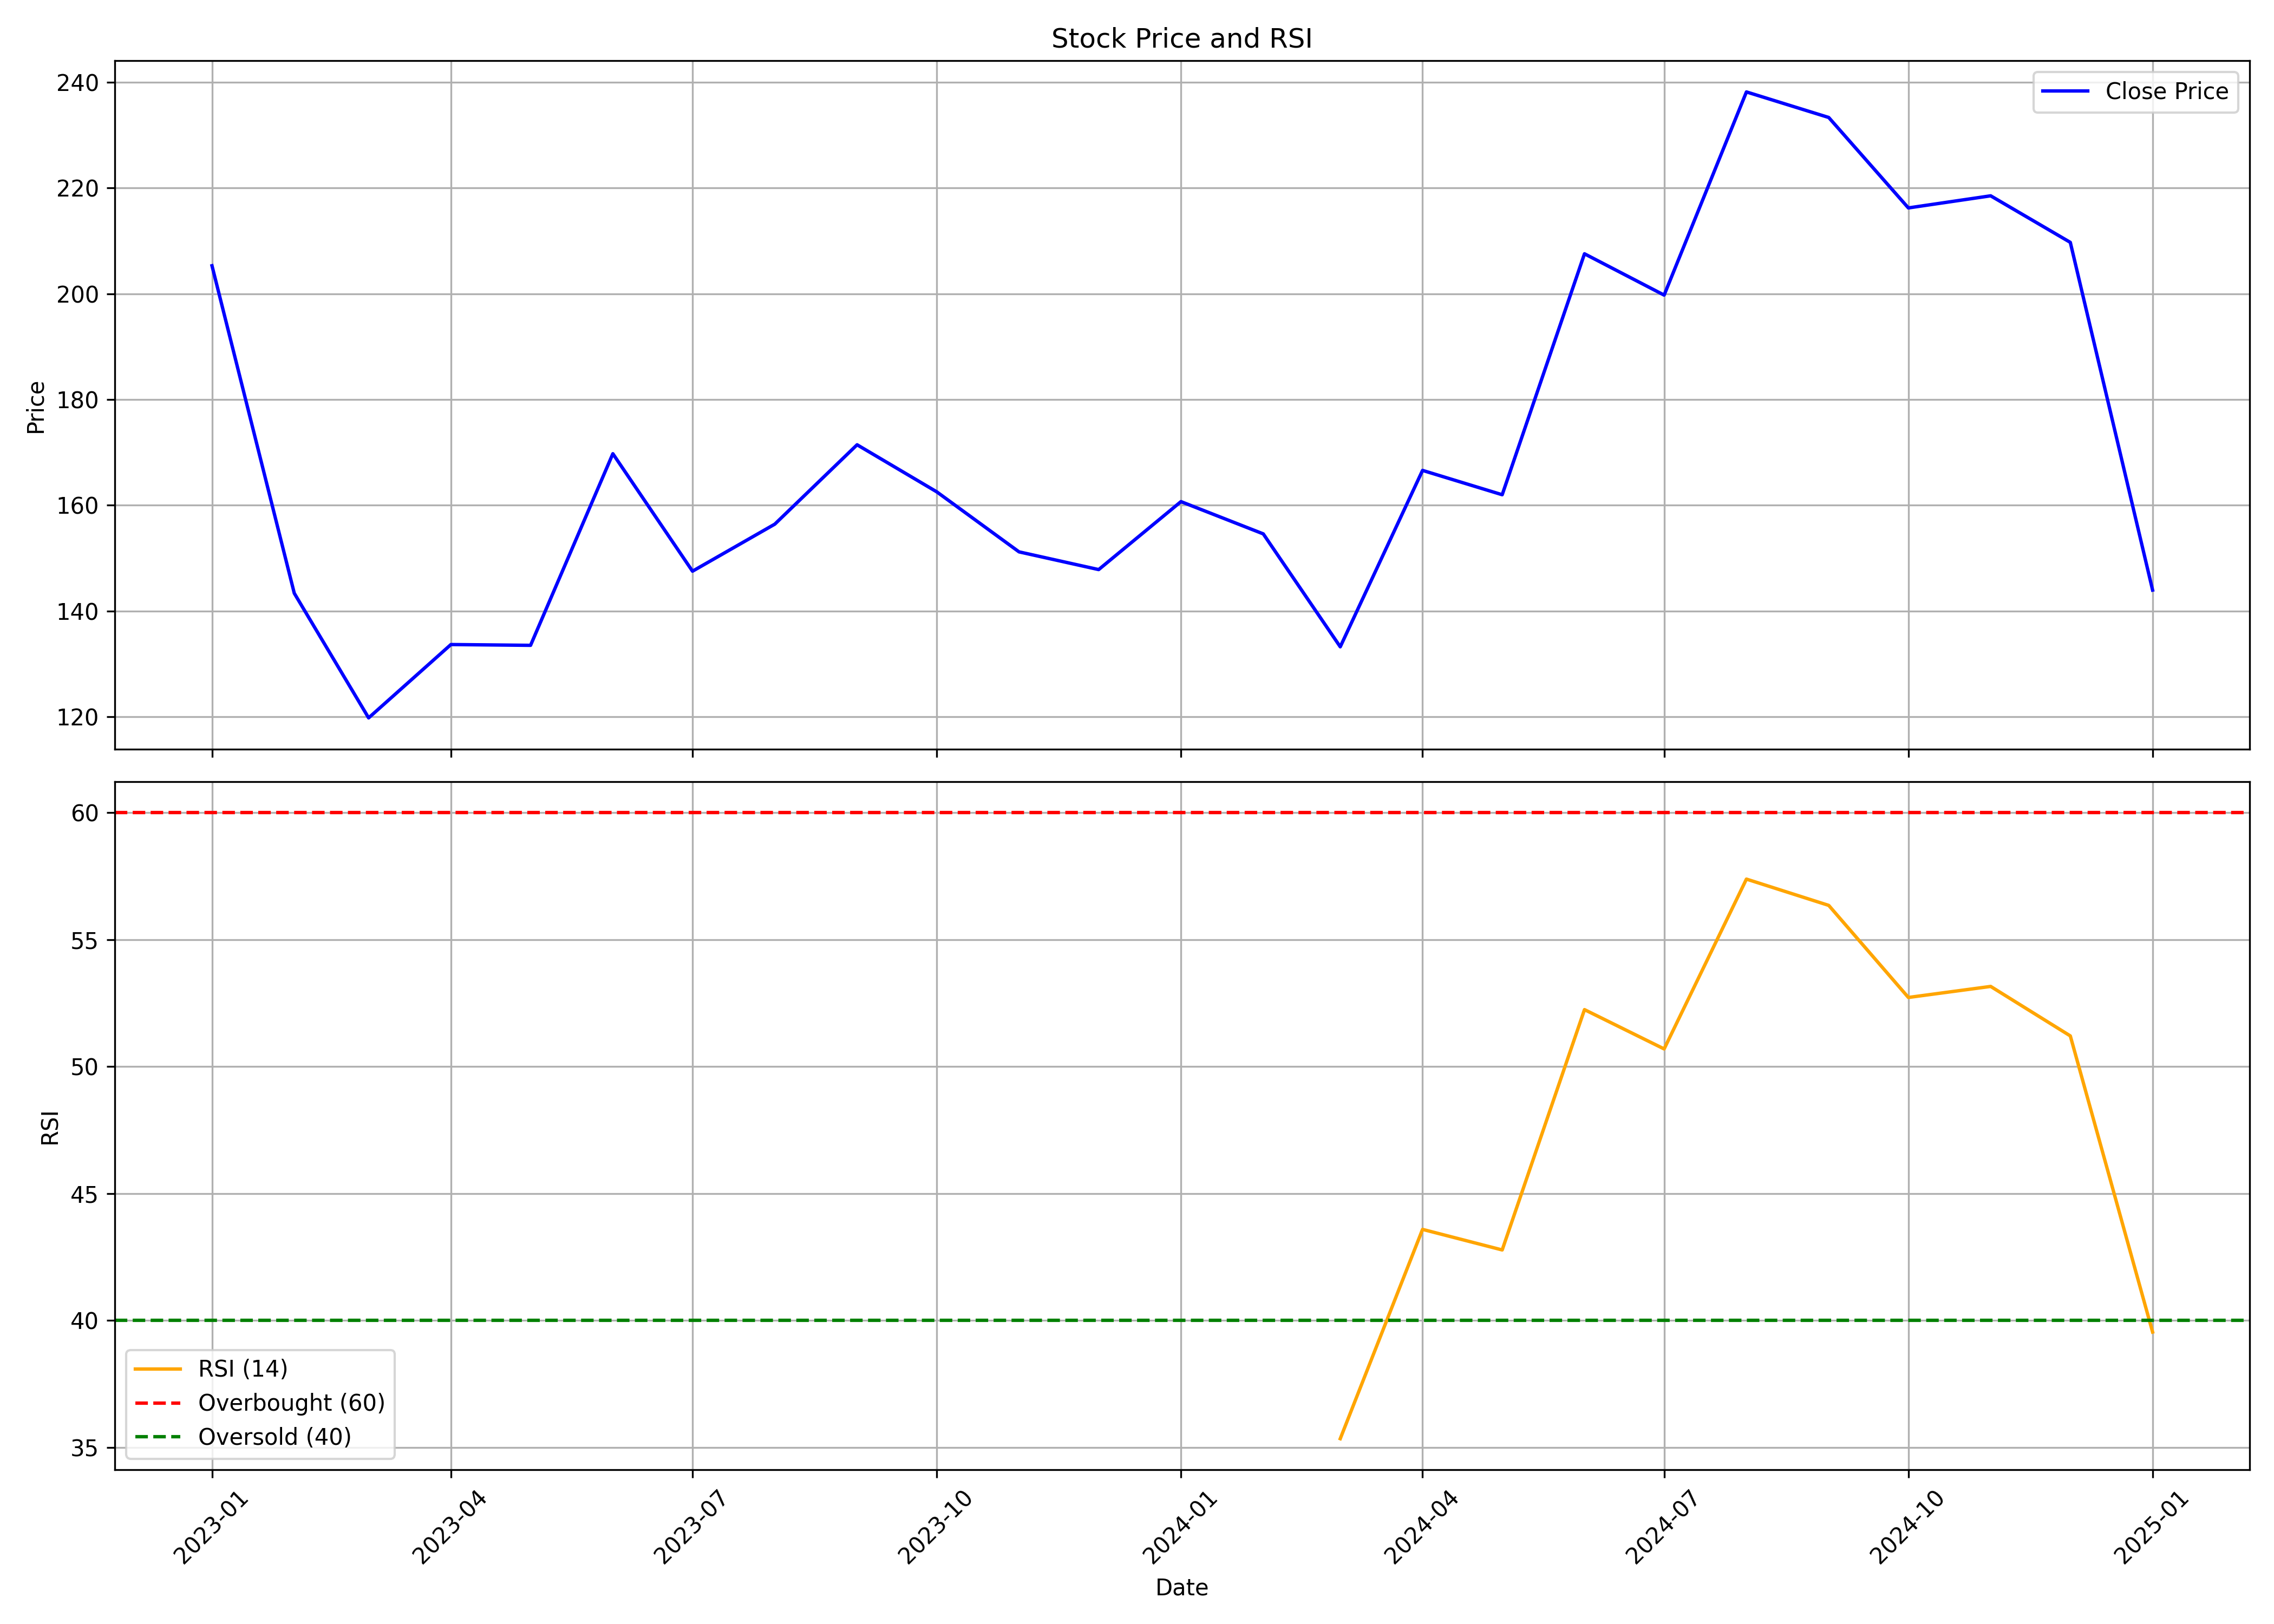 Stock Price and RSI
240
220
200
180
160
140
120
Price
Close Price
60
55
50
45
40
35
RSI
RSI (14)
Overbought (60)
Oversold (40)
2023-01
2023-04
2023-07
2023-10
2024-01
2024-04
2024-07
2024-10
2025-01
Date